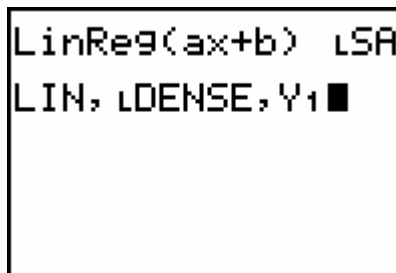 LinReg(ax+b) ʟSA
LIN, ʟDENSE, Y₁